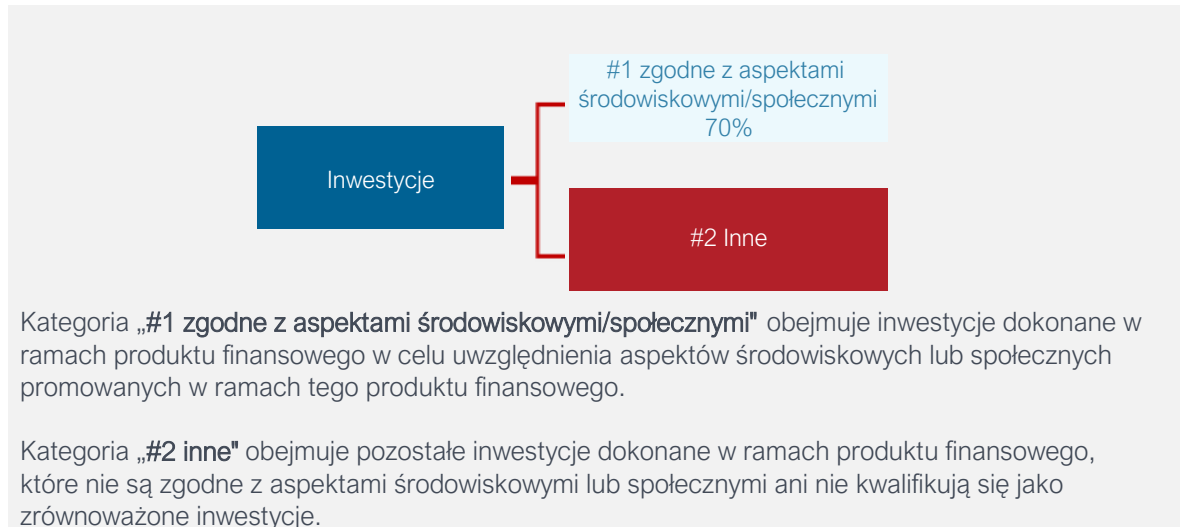 #1 zgodne z aspektami
środowiskowymi/społecznymi
70%
Inwestycje
#2 Inne
Kategoria „#1 zgodne z aspektami środowiskowymi/społecznymi" obejmuje inwestycje dokonane w
ramach produktu finansowego w celu uwzględnienia aspektów środowiskowych lub społecznych
promowanych w ramach tego produktu finansowego.
Kategoria „#2 inne" obejmuje pozostałe inwestycje dokonane w ramach produktu finansowego,
które nie są zgodne z aspektami środowiskowymi lub społecznymi ani nie kwalifikują się jako
zrównoważone inwestycje.